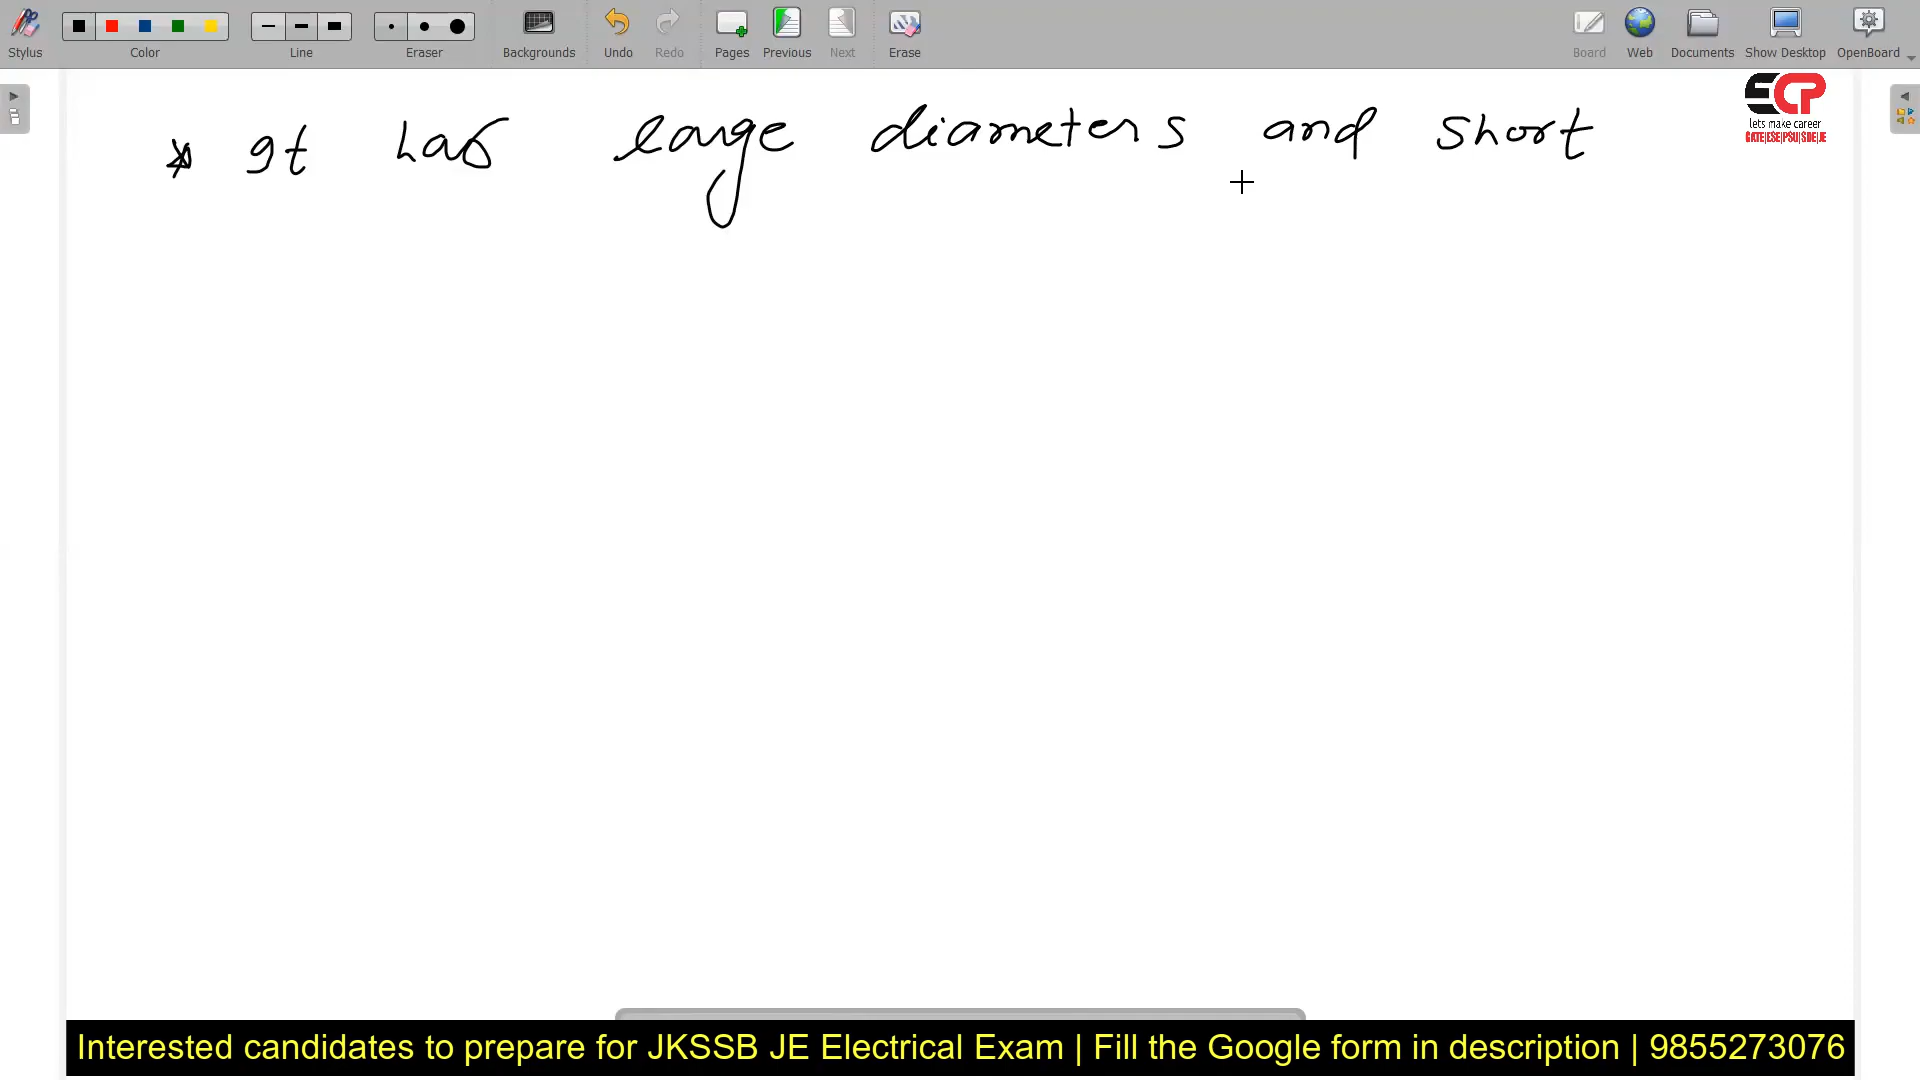 Stylus Color Line Eraser Backgrounds Undo Redo Pages Previous Next Erase Board Web Documents Show Desktop OpenBoard
ECP
lets make career
GATE|ESE|PSU|SDE|JE
* It has large diameters and short
Interested candidates to prepare for JKSSB JE Electrical Exam | Fill the Google form in description | 9855273076